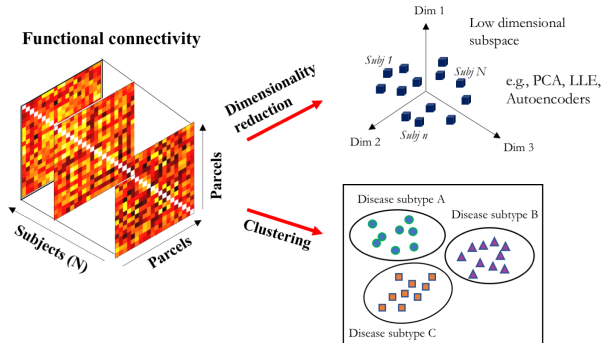 Functional connectivity
Subjects (N)
Parcels
Parcels
Dimensionality
reduction
Clustering
Dim 1
Low dimensional
subspace
Subj 1
Subj N
e.g., PCA, LLE,
Autoencoders
Subj n
Dim 2
Dim 3
Disease subtype A
Disease subtype B
Disease subtype C